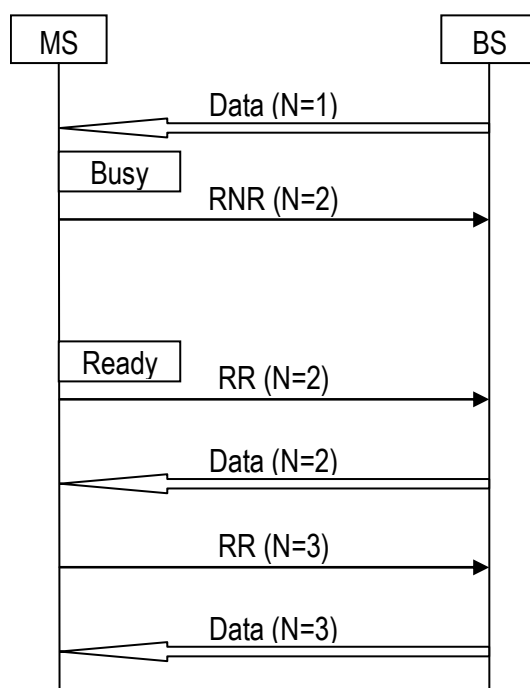 MS
BS
Data (N=1)
Busy
RNR (N=2)
Ready
RR (N=2)
Data (N=2)
RR (N=3)
Data (N=3)